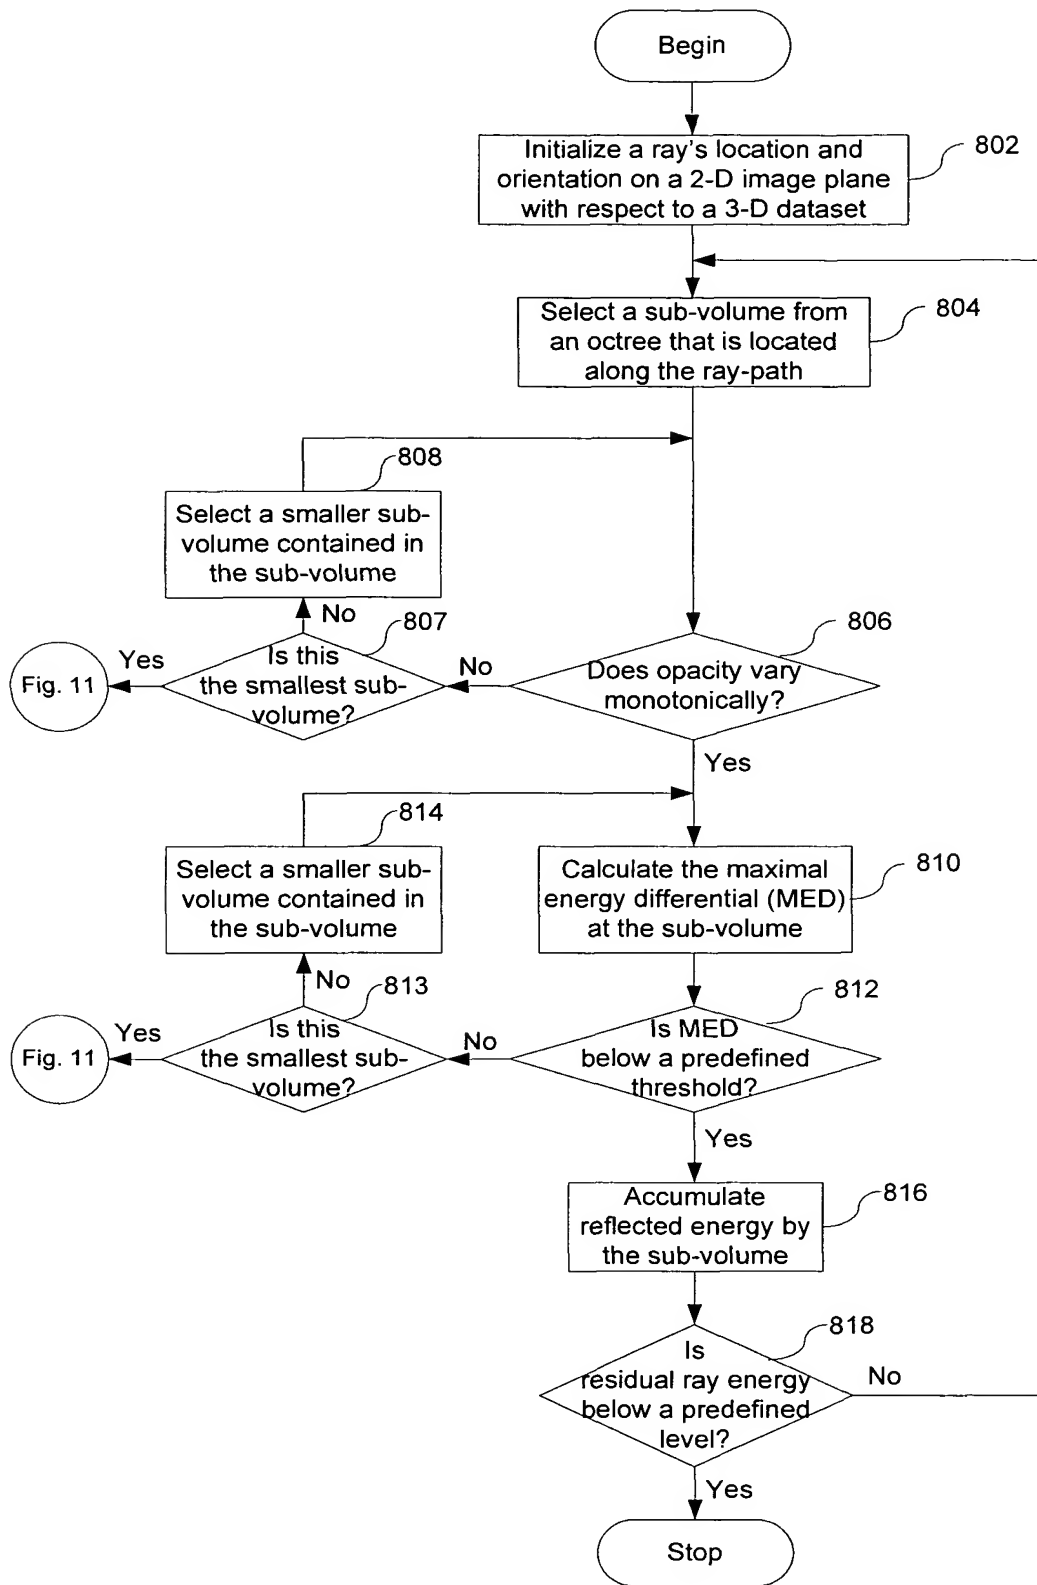 Begin
Initialize a ray's location and
orientation on a 2-D image plane
with respect to a 3-D dataset
802
Select a sub-volume from
an octree that is located
along the ray-path
804
808
Select a smaller sub-
volume contained in
the sub-volume
No
807
Is this
the smallest sub-
volume?
Yes
Fig. 11
No
806
Does opacity vary
monotonically?
Yes
814
Select a smaller sub-
volume contained in
the sub-volume
Calculate the maximal
energy differential (MED)
at the sub-volume
810
No
813
Is this
the smallest sub-
volume?
Yes
Fig. 11
No
812
Is MED
below a predefined
threshold?
Yes
Accumulate
reflected energy by
the sub-volume
816
818
Is
residual ray energy
below a predefined
level?
No
Yes
Stop